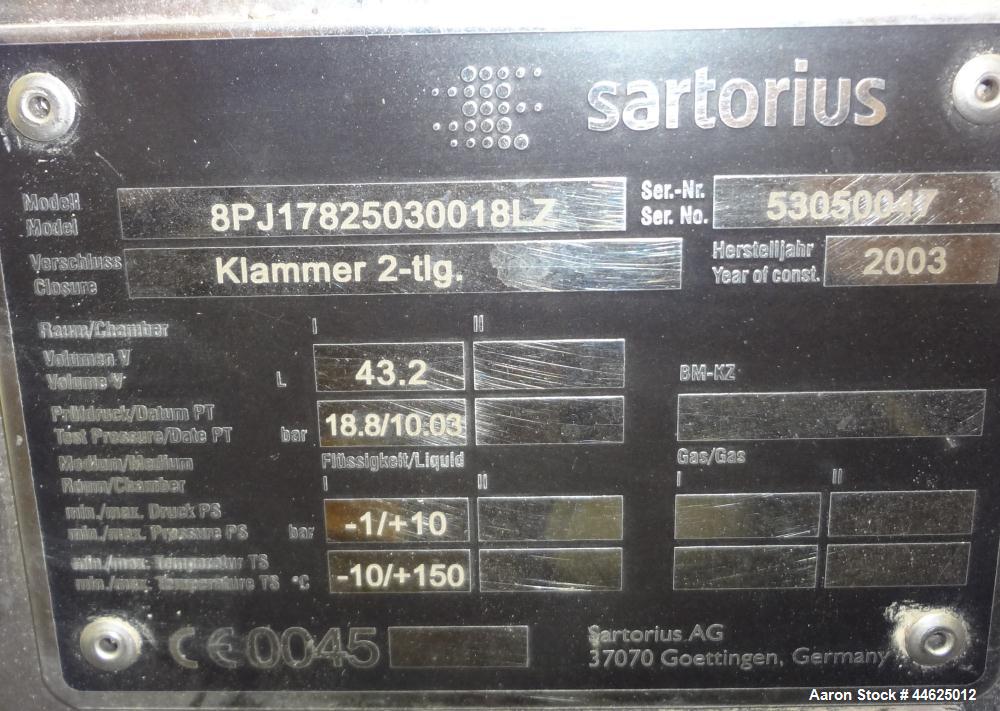 sartorius
Modell
Model
8PJ17825030018LZ
Ser.-Nr.
Ser. No.
53050047
Verschluss
Closure
Klammer 2-tlg.
Herstelljahr
Year of const.
2003
Raum/Chamber
I II
Volumen V
Volume V
L
43.2
BM-KZ
Prüfdruck/Datum PT
Test Pressure/Date PT
bar
18.8/10.03
Medium/Medium
Flüssigkeit/Liquid
Gas/Gas
Raum/Chamber
I II I II
min./max. Druck PS
min./max. Pressure PS
bar
-1/+10
min./max. Temperatur TS
min./max. Temperature TS °C
-10/+150
CE0045
Sartorius AG
37070 Goettingen, Germany
Aaron Stock # 44625012